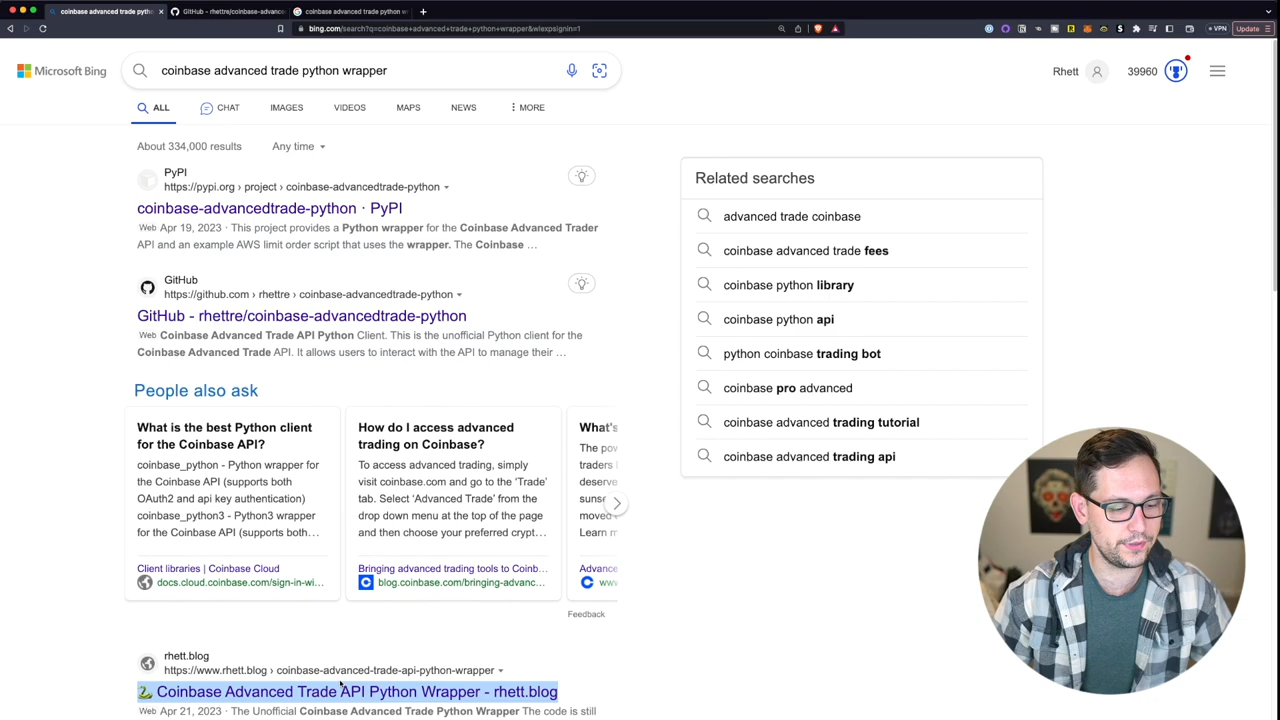 coinbase advanced trade pytho
GitHub - rhettre/coinbase-advanced
coinbase advanced trade python w
bing.com/search?q=coinbase+advanced+trade+python+wrapper&wlexpsignin=1
VPN
Update
Microsoft Bing
coinbase advanced trade python wrapper
Rhett
39960
ALL
CHAT
IMAGES
VIDEOS
MAPS
NEWS
MORE
About 334,000 results
Any time
PyPI
https://pypi.org › project › coinbase-advancedtrade-python
coinbase-advancedtrade-python · PyPI
Web Apr 19, 2023 · This project provides a Python wrapper for the Coinbase Advanced Trader
API and an example AWS limit order script that uses the wrapper. The Coinbase …
GitHub
https://github.com › rhettre › coinbase-advancedtrade-python
GitHub - rhettre/coinbase-advancedtrade-python
Web Coinbase Advanced Trade API Python Client. This is the unofficial Python client for the
Coinbase Advanced Trade API. It allows users to interact with the API to manage their …
People also ask
What is the best Python client
for the Coinbase API?
coinbase_python - Python wrapper for
the Coinbase API (supports both
OAuth2 and api key authentication)
coinbase_python3 - Python3 wrapper
for the Coinbase API (supports both…
Client libraries | Coinbase Cloud
docs.cloud.coinbase.com/sign-in-wi…
How do I access advanced
trading on Coinbase?
To access advanced trading, simply
visit coinbase.com and go to the ‘Trade’
tab. Select ‘Advanced Trade’ from the
drop down menu at the top of the page
and then choose your preferred crypt…
Bringing advanced trading tools to Coinb…
blog.coinbase.com/bringing-advanc…
What's
The pow
traders
deserve
sunse
moved
Learn m
Advance
www
Feedback
rhett.blog
https://www.rhett.blog › coinbase-advanced-trade-api-python-wrapper
Coinbase Advanced Trade API Python Wrapper - rhett.blog
Web Apr 21, 2023 · The Unofficial Coinbase Advanced Trade Python Wrapper The code is still
Related searches
advanced trade coinbase
coinbase advanced trade fees
coinbase python library
coinbase python api
python coinbase trading bot
coinbase pro advanced
coinbase advanced trading tutorial
coinbase advanced trading api